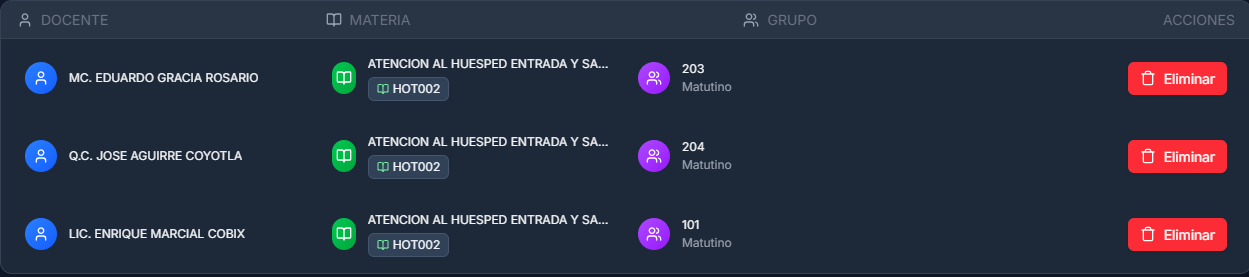 DOCENTE MATERIA GRUPO ACCIONES
MC. EDUARDO GRACIA ROSARIO
ATENCION AL HUESPED ENTRADA Y SA...
HOT002
203
Matutino
Eliminar
Q.C. JOSE AGUIRRE COYOTLA
ATENCION AL HUESPED ENTRADA Y SA...
HOT002
204
Matutino
Eliminar
LIC. ENRIQUE MARCIAL COBIX
ATENCION AL HUESPED ENTRADA Y SA...
HOT002
101
Matutino
Eliminar